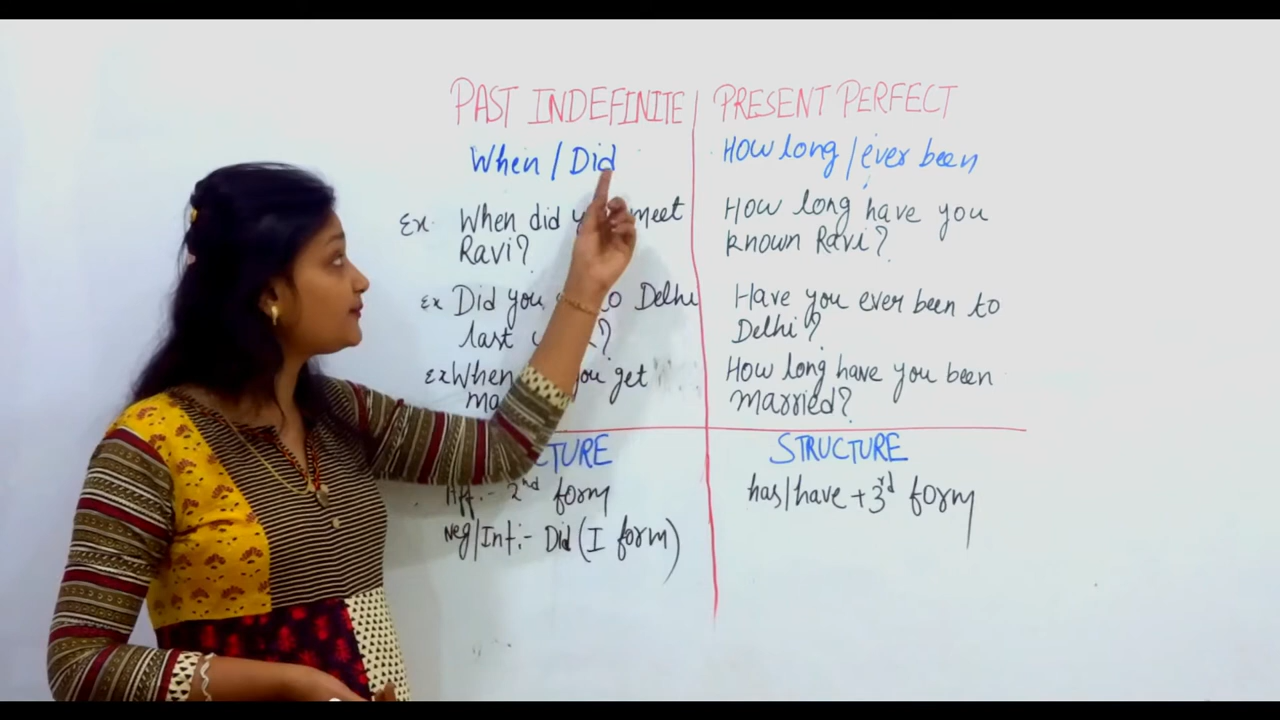 PAST INDEFINITE
When / Did
Ex. When did meet
Ravi?
Ex Did you to Delhi
last
Ex When you get
Aff:- 2nd form
Neg/Int:- Did (I form)
PRESENT PERFECT
How long / ever been
How long have you
known Ravi?
Have you ever been to
Delhi?
How long have you been
married?
STRUCTURE
has/have + 3rd form